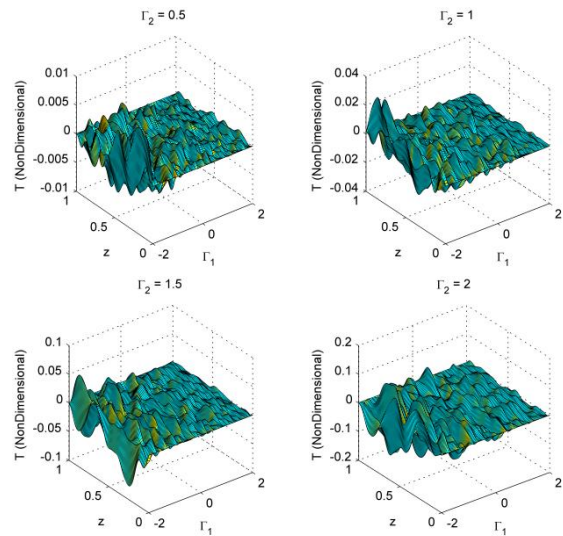 Γ₂ = 0.5
Γ₂ = 1
0.01
0.005
0
-0.005
-0.01
T (NonDimensional)
1
0.5
0
z
-2
0
2
Γ₁
0.04
0.02
0
-0.02
-0.04
T (NonDimensional)
1
0.5
0
z
-2
0
2
Γ₁
Γ₂ = 1.5
Γ₂ = 2
0.1
0.05
0
-0.05
-0.1
T (NonDimensional)
1
0.5
0
z
-2
0
2
Γ₁
0.2
0.1
0
-0.1
-0.2
T (NonDimensional)
1
0.5
0
z
-2
0
2
Γ₁